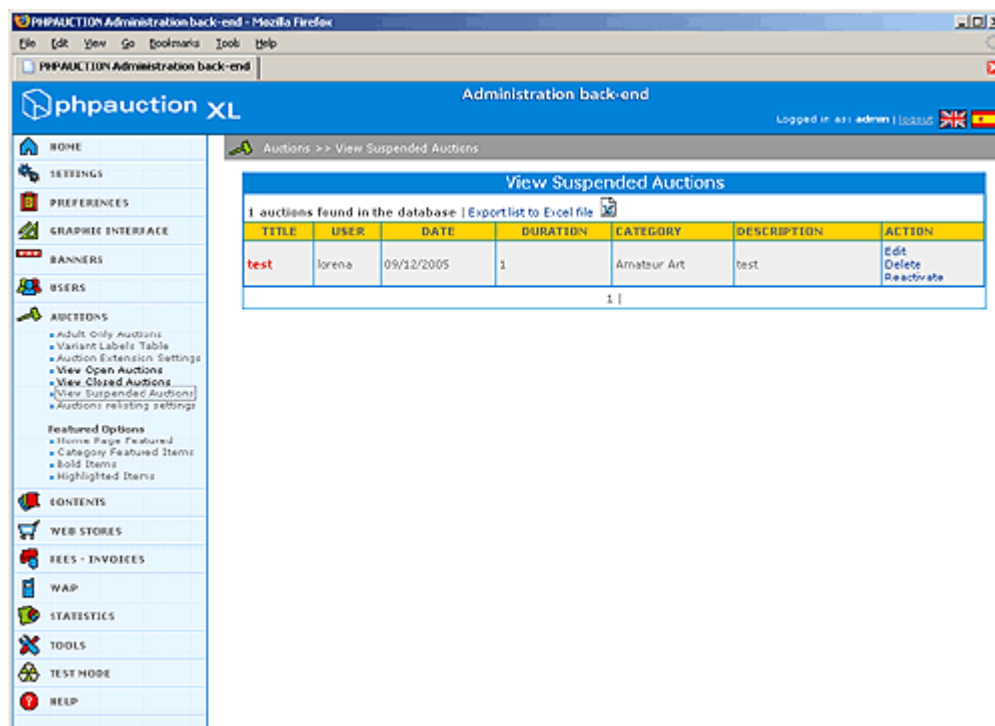 PHPAUCTION Administration back-end - Mozilla Firefox
File Edit View Go Bookmarks Tools Help
PHPAUCTION Administration back-end
phpauction XL
Administration back-end
Logged in as: admin | logout
HOME
SETTINGS
PREFERENCES
GRAPHIC INTERFACE
BANNERS
USERS
AUCTIONS
Adult Only Auctions
Variant Labels Table
Auction Extension Settings
View Open Auctions
View Closed Auctions
View Suspended Auctions
Auctions relisting settings
Featured Options
Home Page Featured
Category Featured Items
Bold Items
Highlighted Items
CONTENTS
WEB STORES
FEES - INVOICES
WAP
STATISTICS
TOOLS
TEST MODE
HELP
Auctions >> View Suspended Auctions
View Suspended Auctions
1 auctions found in the database | Export list to Excel file
TITLE USER DATE DURATION CATEGORY DESCRIPTION ACTION
test lorena 09/12/2005 1 Amateur Art test Edit
Delete
Reactivate
1 |